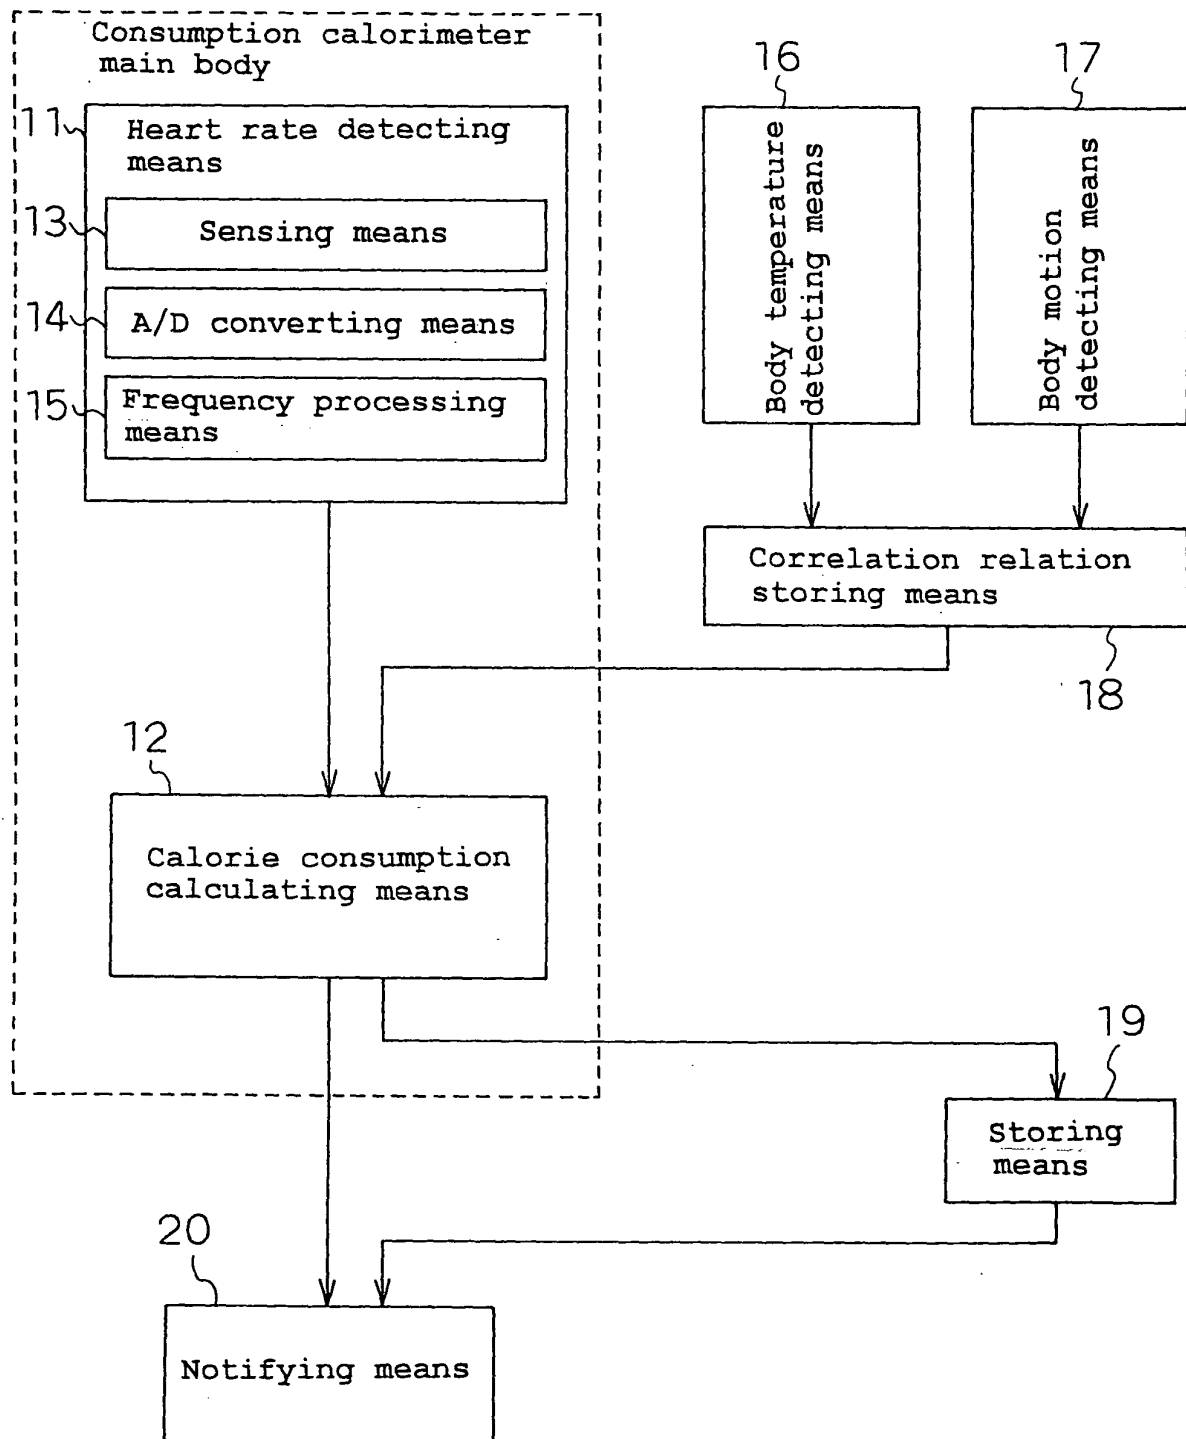 Consumption calorimeter
main body
16
17
11
Heart rate detecting
means
13
Sensing means
14
A/D converting means
15
Frequency processing
means
Body temperature
detecting means
Body motion
detecting means
Correlation relation
storing means
18
12
Calorie consumption
calculating means
19
Storing
means
20
Notifying means